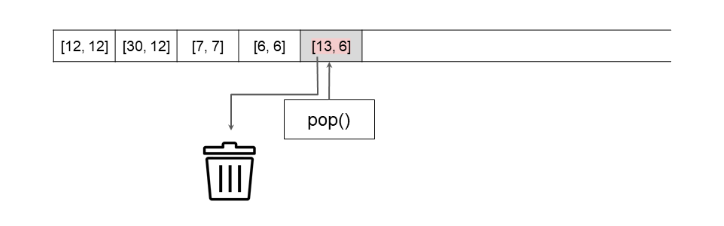 [12, 12] [30, 12] [7, 7] [6, 6] [13, 6]
pop()